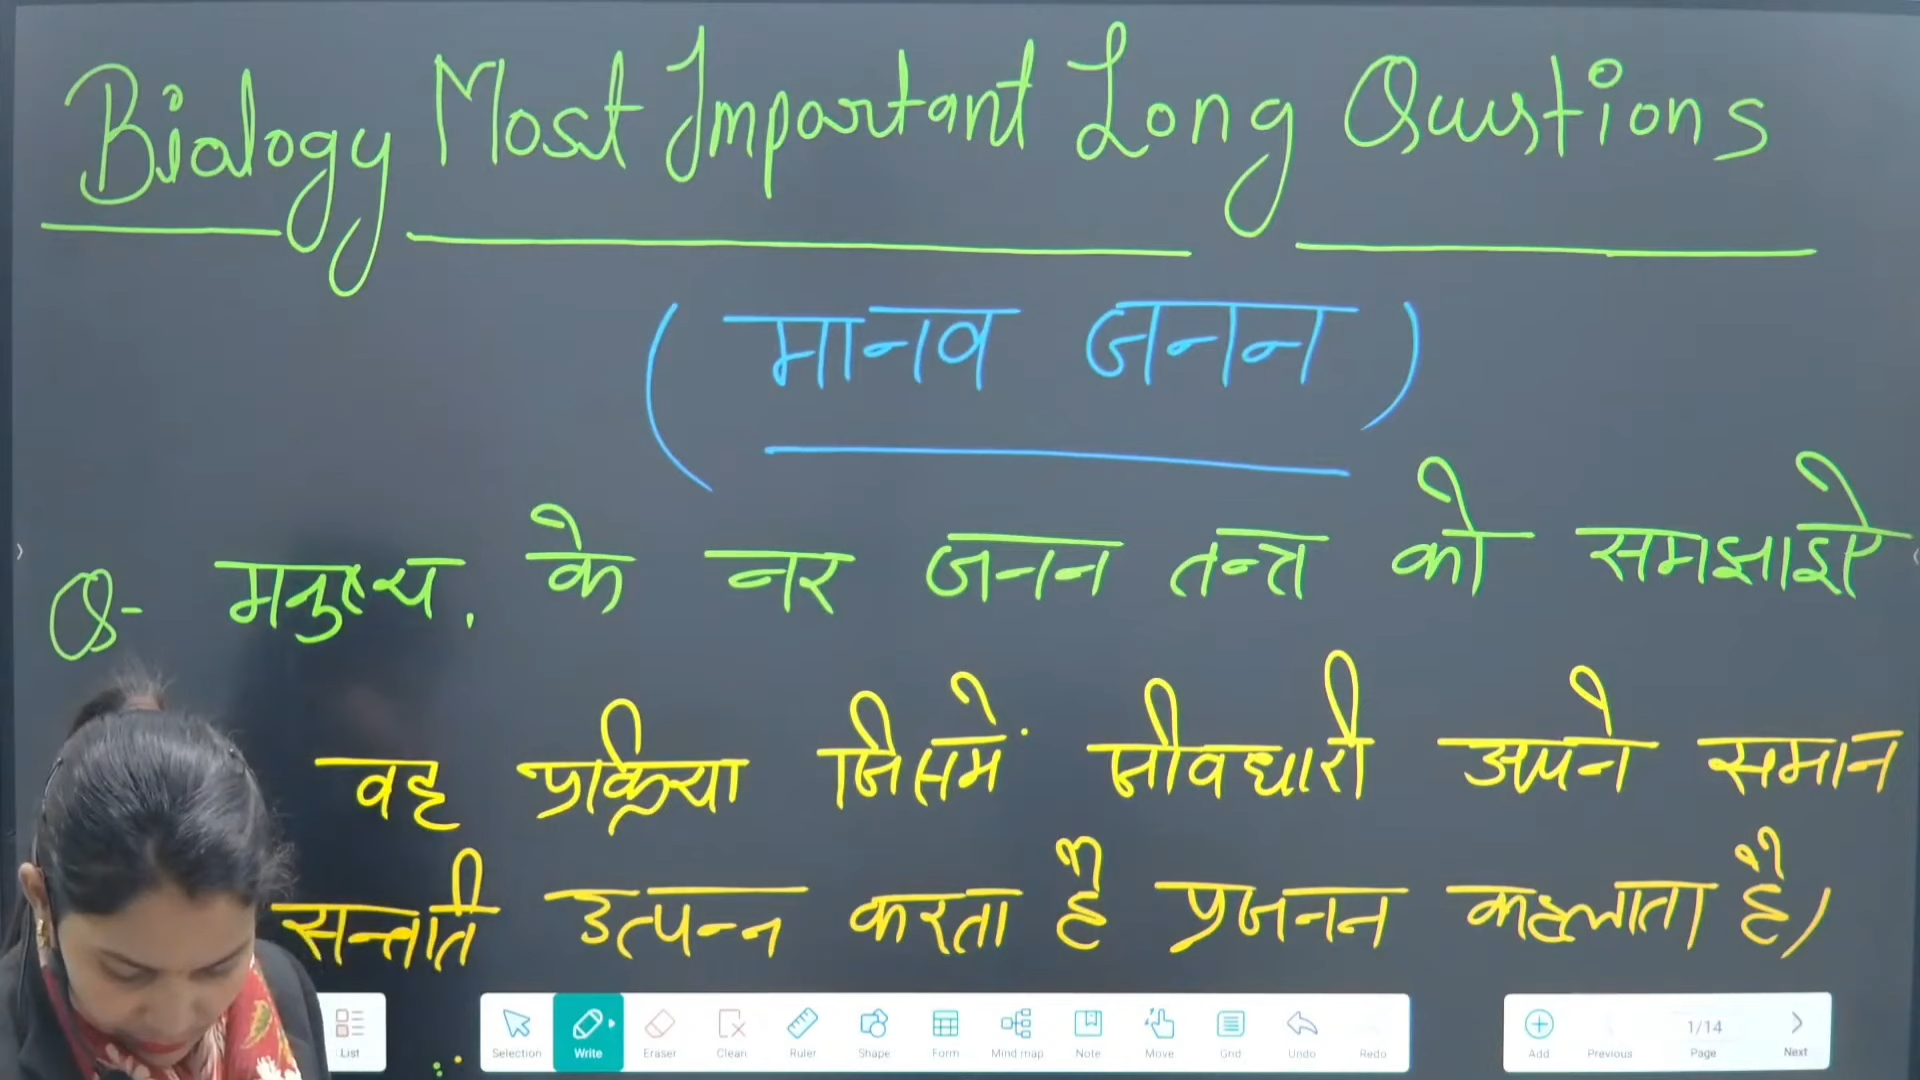 Biology Most Important Long Questions
( मानव जनन )
Q- मनुष्य के नर जनन तन्त्र को समझाइये
वह प्रक्रिया जिसमें जीवधारी अपने समान
सन्तति उत्पन्न करता है प्रजनन कहलाता है।
List Selection Write Eraser Clean Ruler Shape Form Mind map Note Move Grid Undo Redo Add Previous 1/14 Page Next